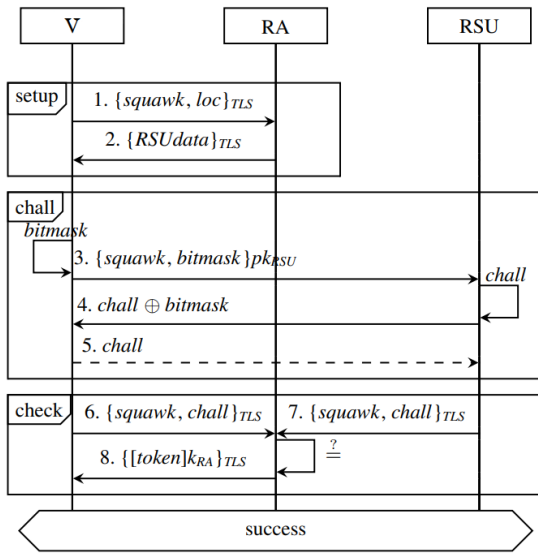 V RA RSU
setup
1. {squawk, loc}TLS
2. {RSUdata}TLS
chall
bitmask
3. {squawk, bitmask}pkRSU
chall
4. chall ⊕ bitmask
5. chall
check
6. {squawk, chall}TLS 7. {squawk, chall}TLS
?
=
8. {[token]kRA}TLS
success